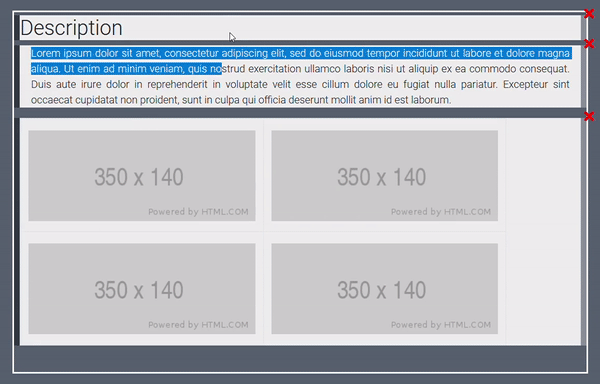 Description
Lorem ipsum dolor sit amet, consectetur adipiscing elit, sed do eiusmod tempor incididunt ut labore et dolore magna
aliqua. Ut enim ad minim veniam, quis nostrud exercitation ullamco laboris nisi ut aliquip ex ea commodo consequat.
Duis aute irure dolor in reprehenderit in voluptate velit esse cillum dolore eu fugiat nulla pariatur. Excepteur sint
occaecat cupidatat non proident, sunt in culpa qui officia deserunt mollit anim id est laborum.
350 x 140
Powered by HTML.COM
350 x 140
Powered by HTML.COM
350 x 140
Powered by HTML.COM
350 x 140
Powered by HTML.COM